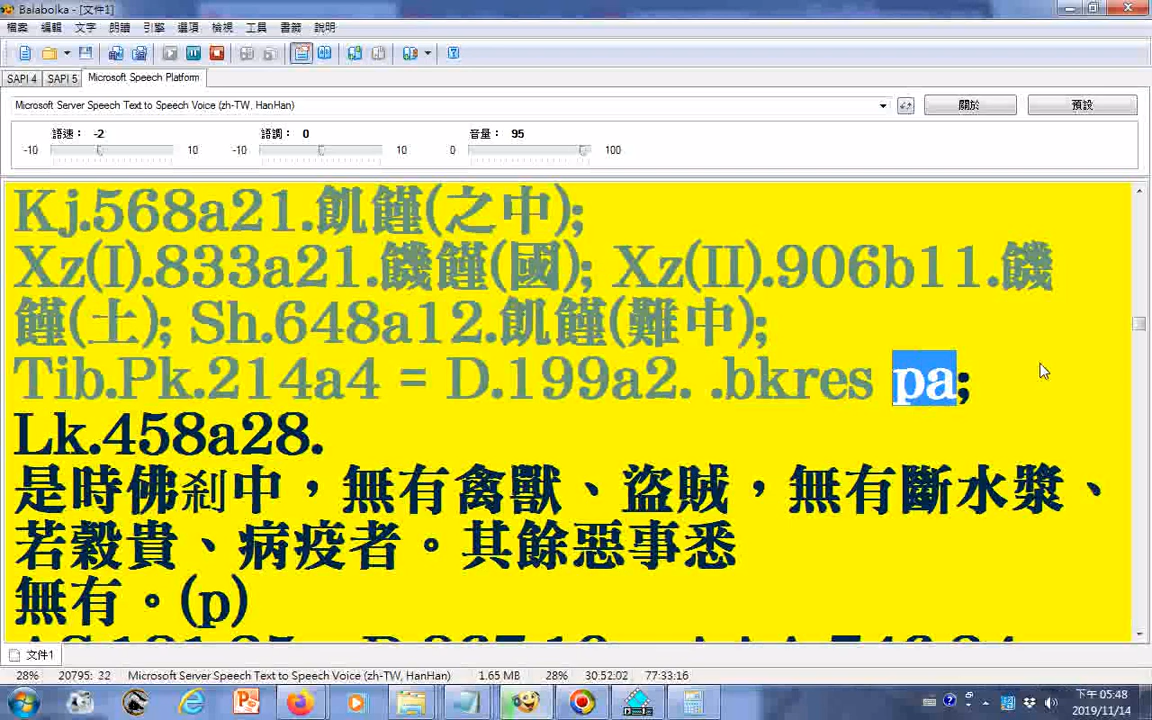 Balabolka - [文件1]
檔案 編輯 文字 朗讀 引擎 選項 檢視 工具 書籤 說明
SAPI 4 SAPI 5 Microsoft Speech Platform
Microsoft Server Speech Text to Speech Voice (zh-TW, HanHan) 關於 預設
語速： -2 語調： 0 音量： 95
-10 10 -10 10 0 100
Kj.568a21.飢饉(之中);
Xz(I).833a21.饑饉(國); Xz(II).906b11.饑
饉(土); Sh.648a12.飢饉(難中);
Tib.Pk.214a4 = D.199a2. .bkres pa;
Lk.458a28.
是時佛剎中，無有禽獸、盜賊，無有斷水漿、
若穀貴、病疫者。其餘惡事悉
無有。(p)
文件1
28% 20795: 32 Microsoft Server Speech Text to Speech Voice (zh-TW, HanHan) 1.65 MB 28% 30:52:02 77:33:16
下午 05:48
2019/11/14